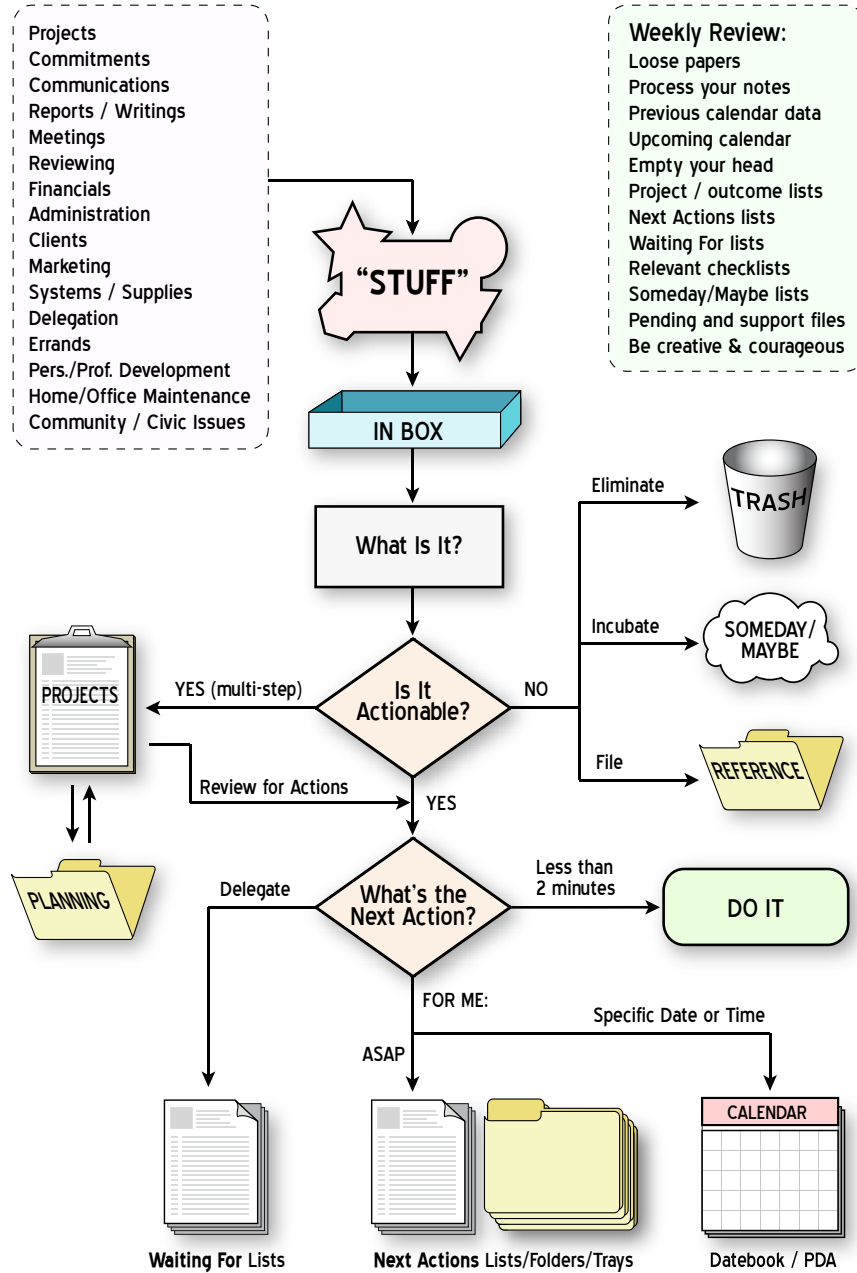 Projects
Commitments
Communications
Reports / Writings
Meetings
Reviewing
Financials
Administration
Clients
Marketing
Systems / Supplies
Delegation
Errands
Pers./Prof. Development
Home/Office Maintenance
Community / Civic Issues
Weekly Review:
Loose papers
Process your notes
Previous calendar data
Upcoming calendar
Empty your head
Project / outcome lists
Next Actions lists
Waiting For lists
Relevant checklists
Someday/Maybe lists
Pending and support files
Be creative & courageous
“STUFF”
IN BOX
What Is It?
Eliminate
TRASH
Incubate
SOMEDAY/
MAYBE
Is It
Actionable?
YES (multi-step)
NO
PROJECTS
File
REFERENCE
Review for Actions
YES
PLANNING
Delegate
What’s the
Next Action?
Less than
2 minutes
DO IT
FOR ME:
Specific Date or Time
ASAP
CALENDAR
Waiting For Lists
Next Actions Lists/Folders/Trays
Datebook / PDA